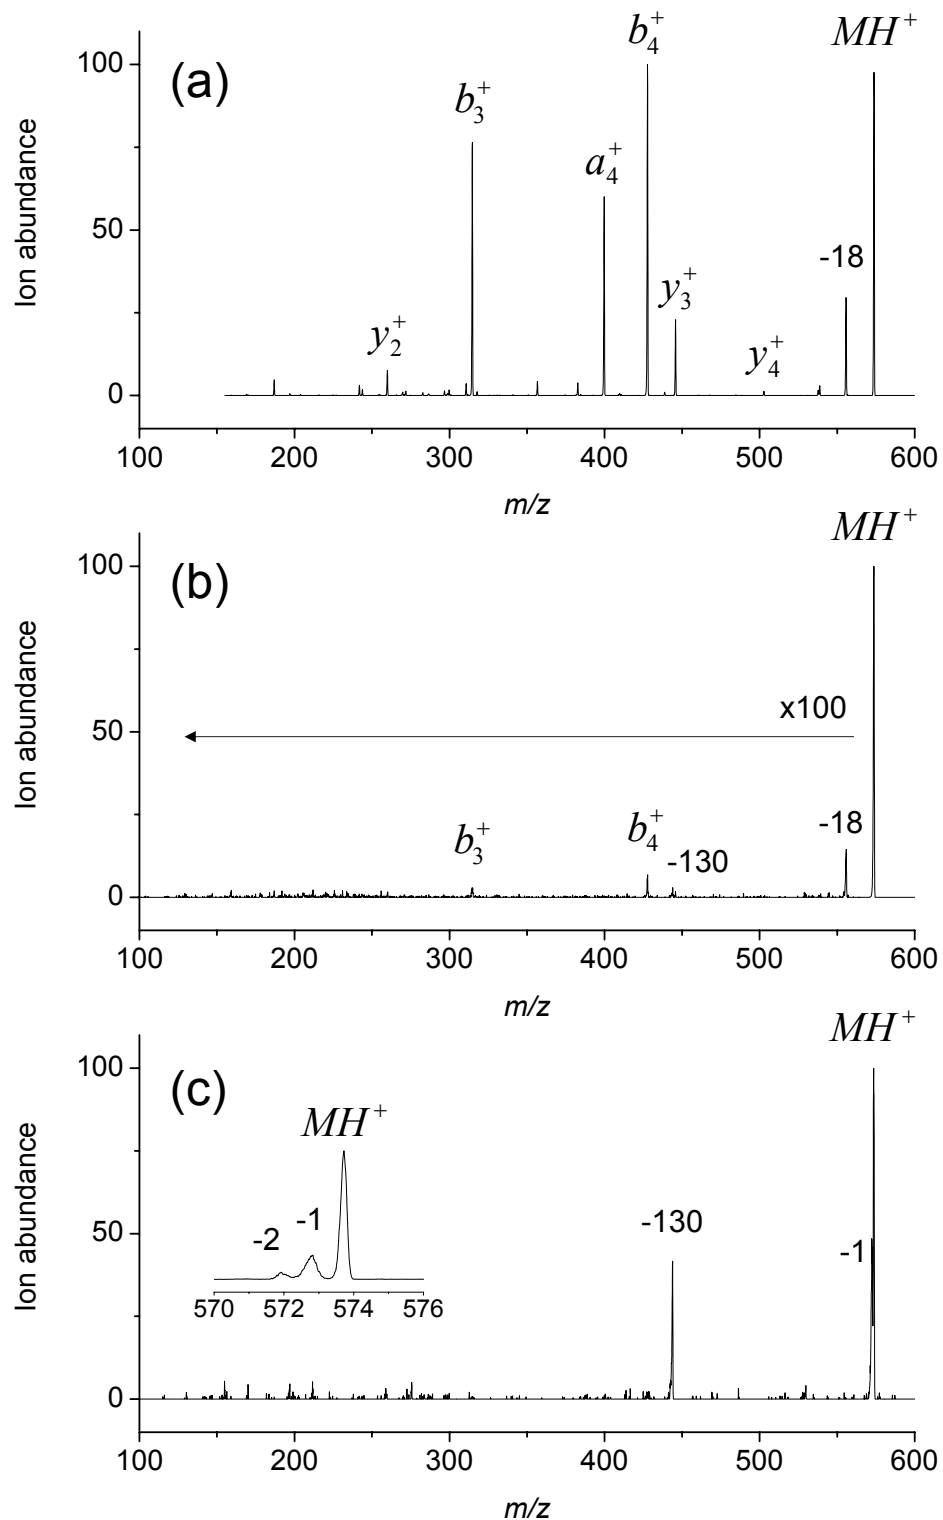 (a)
MH⁺
b₄⁺
b₃⁺
a₄⁺
y₃⁺
-18
y₂⁺
y₄⁺
Ion abundance
100
50
0
100 200 300 400 500 600
m/z
(b)
MH⁺
x100
b₃⁺
b₄⁺
-130
-18
Ion abundance
100
50
0
100 200 300 400 500 600
m/z
(c)
MH⁺
MH⁺
-2
-1
570 572 574 576
-130
-1
Ion abundance
100
50
0
100 200 300 400 500 600
m/z